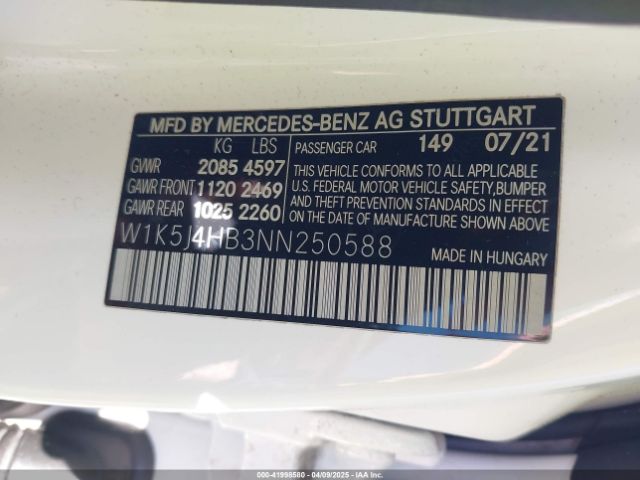 MFD BY MERCEDES-BENZ AG STUTTGART
KG LBS
GVWR 2085 4597
GAWR FRONT 1120 2469
GAWR REAR 1025 2260
PASSENGER CAR 149 07/21
THIS VEHICLE CONFORMS TO ALL APPLICABLE
U.S. FEDERAL MOTOR VEHICLE SAFETY, BUMPER
AND THEFT PREVENTION STANDARDS IN EFFECT
ON THE DATE OF MANUFACTURE SHOWN ABOVE.
W1K5J4HB3NN250588
MADE IN HUNGARY
000-41998580 - 04/09/2025 - IAAI.COM